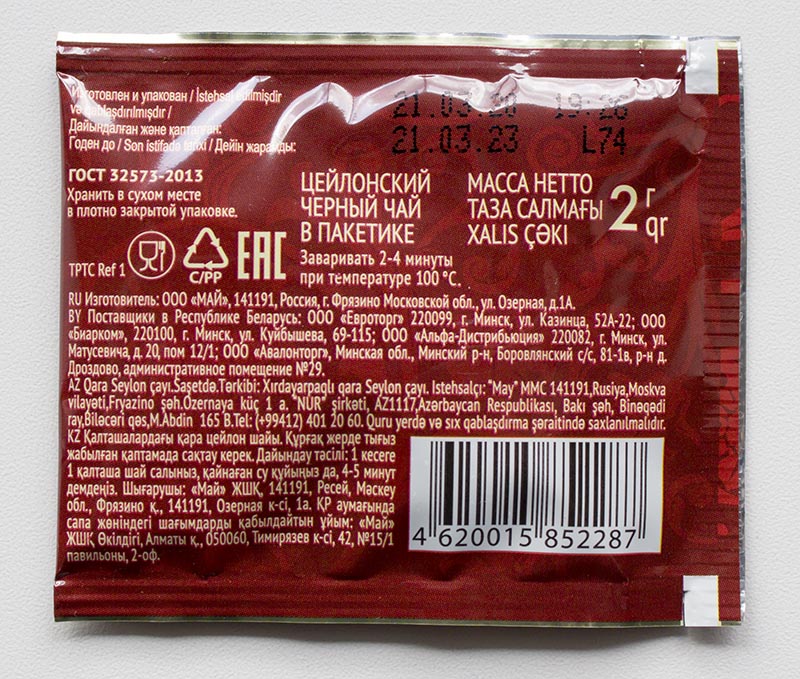 Изготовлен и упакован / İstehsal edilmişdir
və qablaşdırılmışdır /
Дайындалған және қапталған:
Годен до / Son istifadə tarixi / Дейін жарамды:
21.03.20 19:26
21.03.23 L74
ГОСТ 32573-2013
Хранить в сухом месте
в плотно закрытой упаковке.
ТРТС Ref 1
C/PP
EAC
ЦЕЙЛОНСКИЙ
ЧЕРНЫЙ ЧАЙ
В ПАКЕТИКЕ
Заваривать 2-4 минуты
при температуре 100 °C.
МАССА НЕТТО
ТАЗА САЛМАҒЫ
XALIS ÇƏKİ
2 г
qr
RU Изготовитель: ООО «МАЙ», 141191, Россия, г. Фрязино Московской обл., ул. Озерная, д.1А.
BY Поставщики в Республике Беларусь: ООО «Евроторг» 220099, г. Минск, ул. Казинца, 52А-22; ООО
«Биарком», 220100, г. Минск, ул. Куйбышева, 69-115; ООО «Альфа-Дистрибьюция» 220082, г. Минск, ул.
Матусевича, д. 20, пом 12/1; ООО «Авалонторг», Минская обл., Минский р-н, Боровлянский с/с, 81-1в, р-н д.
Дроздово, административное помещение №29.
AZ Qara Seylon çayı.Saşetdə.Tərkibi: Xırdayarpaqlı qara Seylon çayı. Istehsalçı: "May" MMC 141191,Rusiya,Moskva
vilayəti,Fryazino şəh.Ozernaya küç 1 a. "NUR" şirkəti, AZ1117,Azərbaycan Respublikası, Bakı şəh, Binəqədi
ray,Biləcəri qəs,M.Abdin 165 B.Tel: (+99412) 401 20 60. Quru yerdə və sıx qablaşdırma şəraitində saxlanılmalıdır.
KZ Қалташалардағы қара цейлон шайы. Құрғақ жерде тығыз
жабылған қаптамада сақтау керек. Дайындау тәсілі: 1 кесеге
1 қалташа шай салыңыз, қайнаған су құйыңыз да, 4-5 минут
демдеңіз. Шығарушы: «Май» ЖШҚ, 141191, Ресей, Мәскеу
обл., Фрязино қ., 141191, Озерная к-сі, 1а. ҚР аумағында
сапа жөніндегі шағымдарды қабылдайтын ұйым: «Май»
ЖШҚ Өкілдігі, Алматы қ., 050060, Тимирязев к-сі, 42, №15/1
павильоны, 2-оф.
4 620015 852287